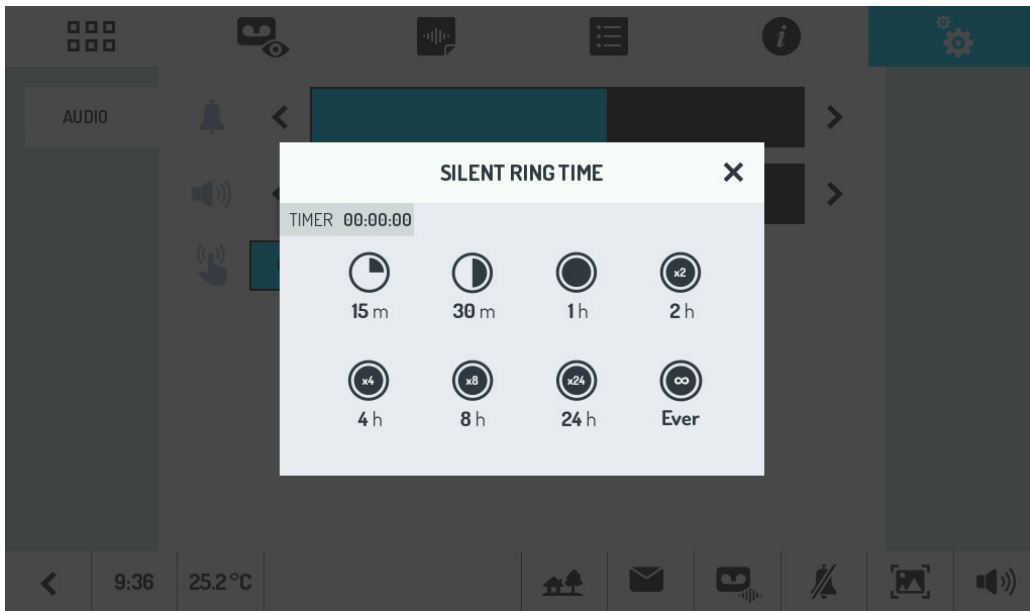 AUDIO
SILENT RING TIME
TIMER 00:00:00
15 m
30 m
1 h
x2
2 h
x4
4 h
x8
8 h
x24
24 h
∞
Ever
9:36
25.2 °C